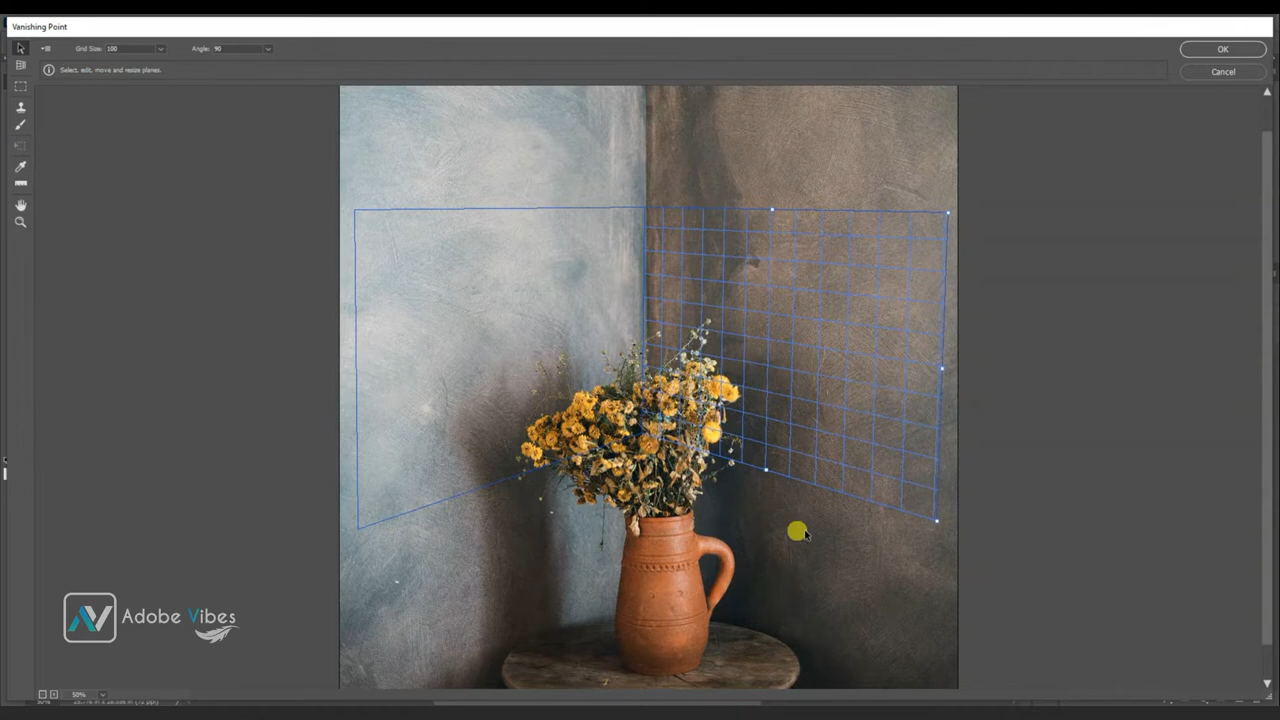 Vanishing Point
Grid Size: 100 Angle: 90 OK
Select, edit, move and resize planes. Cancel
Adobe Vibes
50%